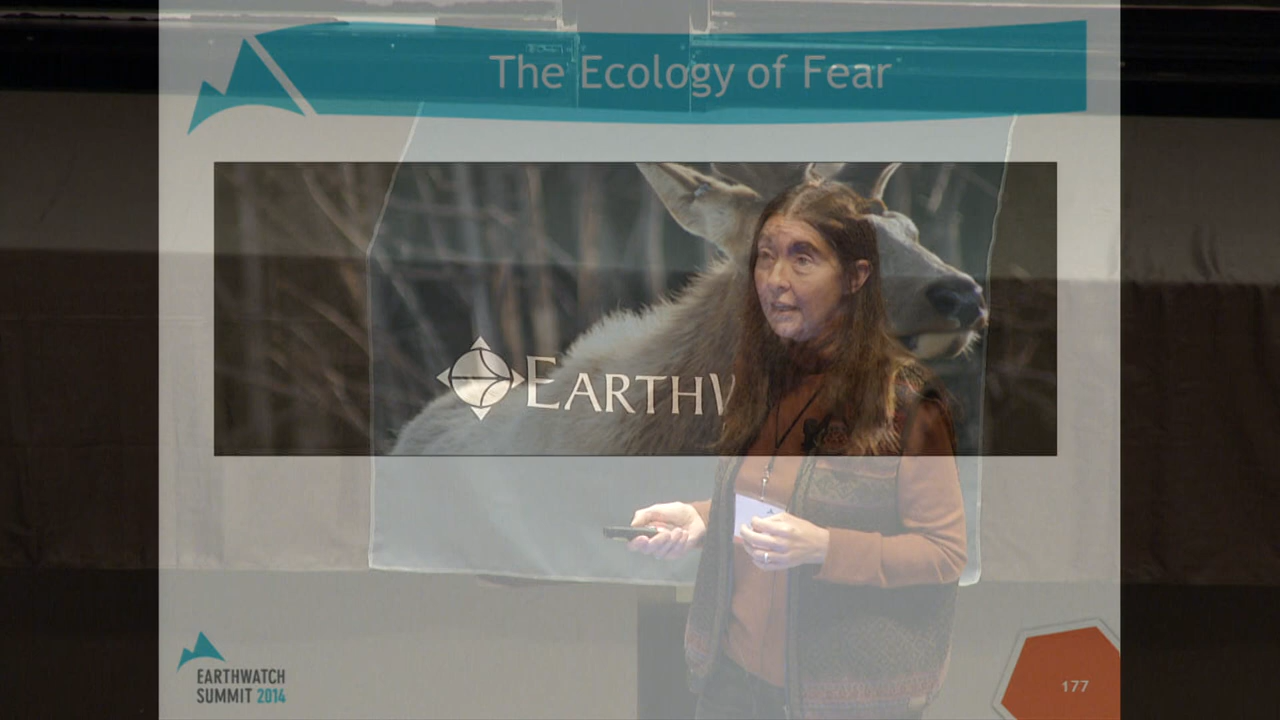 The Ecology of Fear
EARTHW
EARTHWATCH
SUMMIT 2014
177